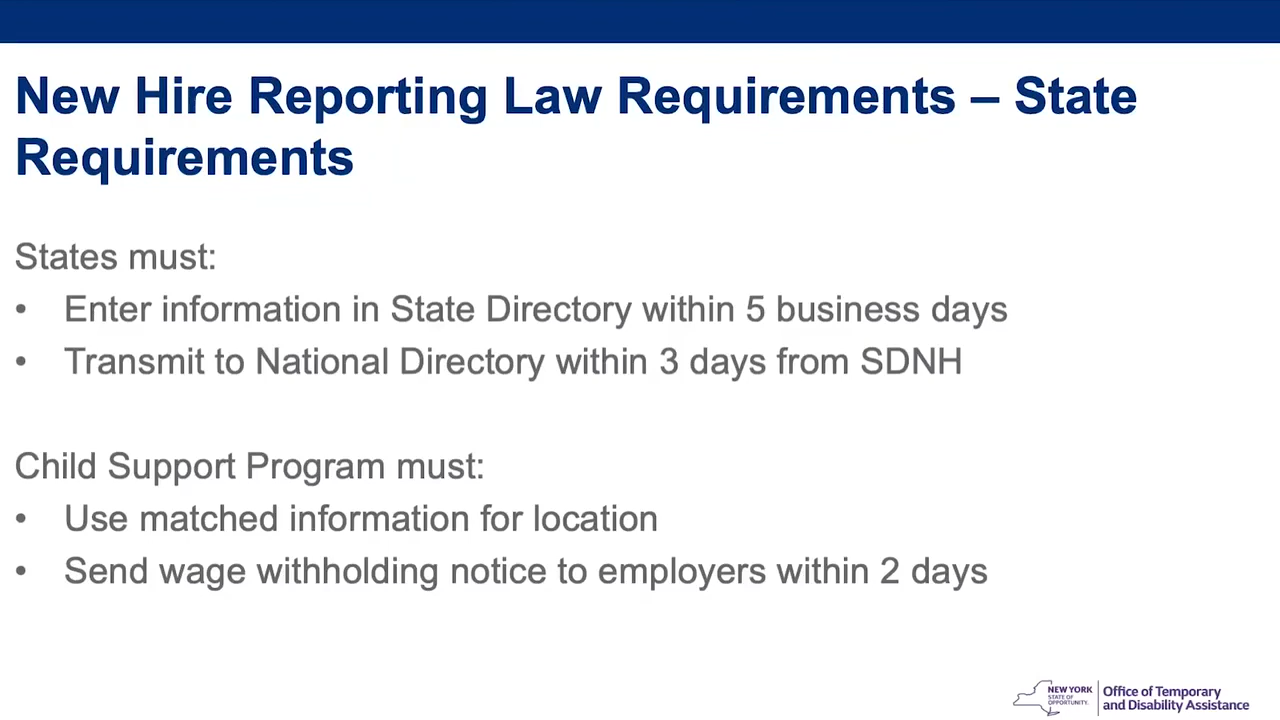 New Hire Reporting Law Requirements – State
Requirements
States must:
• Enter information in State Directory within 5 business days
• Transmit to National Directory within 3 days from SDNH
Child Support Program must:
• Use matched information for location
• Send wage withholding notice to employers within 2 days
NEW YORK
STATE OF
OPPORTUNITY.
Office of Temporary
and Disability Assistance